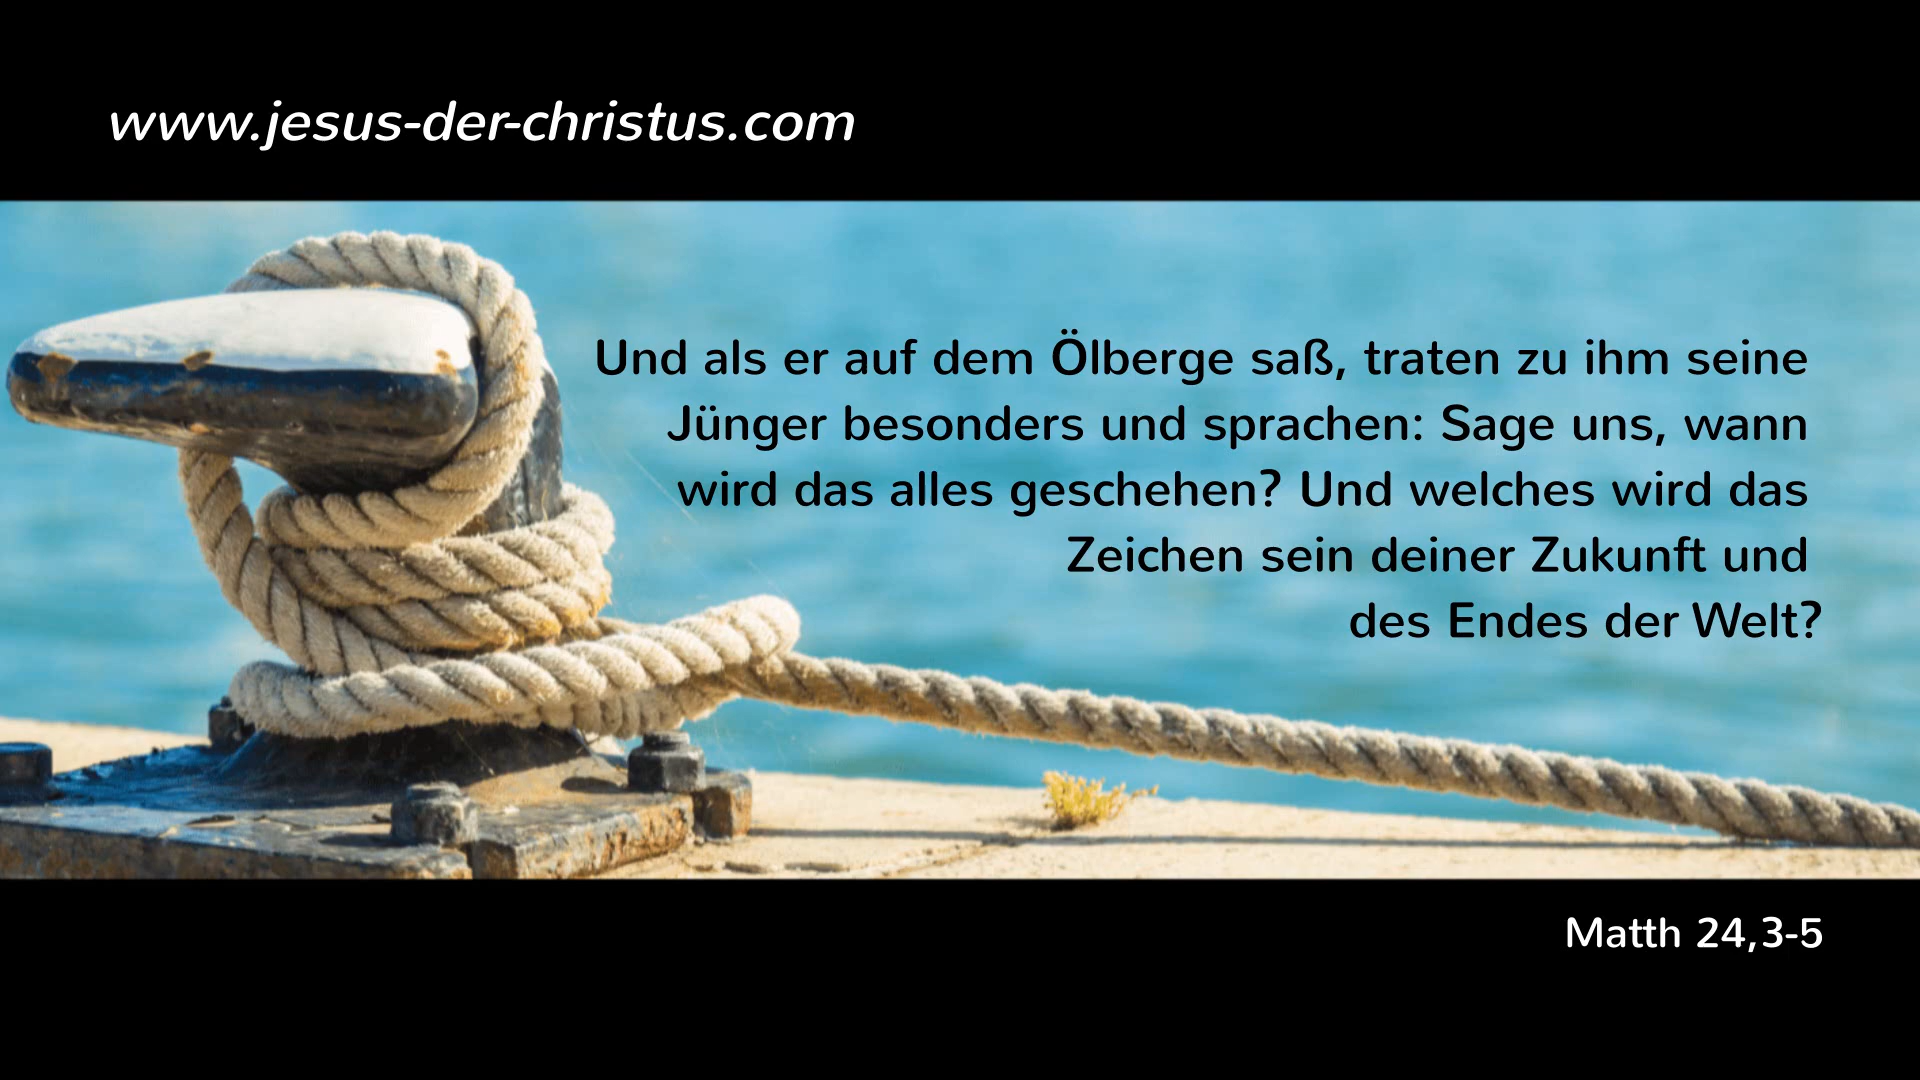 www.jesus-der-christus.com
Und als er auf dem Ölberge saß, traten zu ihm seine
Jünger besonders und sprachen: Sage uns, wann
wird das alles geschehen? Und welches wird das
Zeichen sein deiner Zukunft und
des Endes der Welt?
Matth 24,3-5